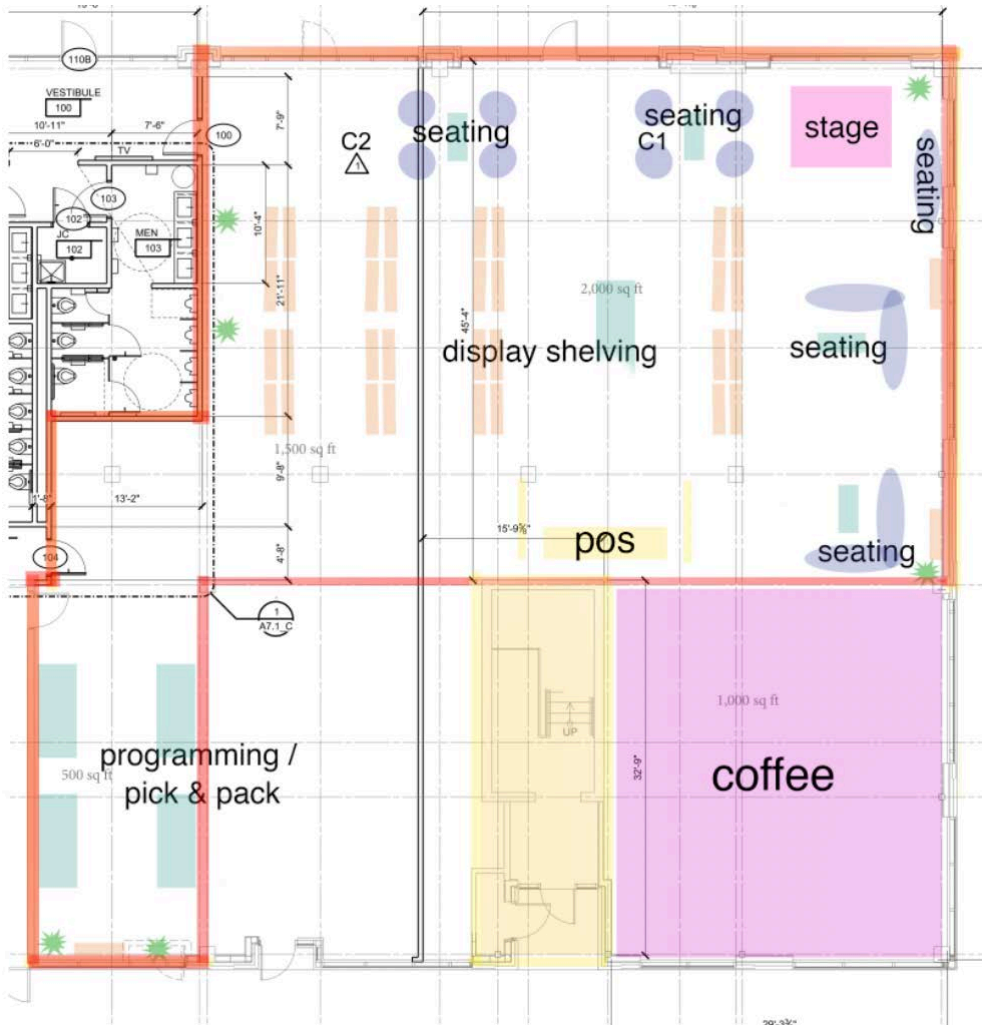 110B
VESTIBULE
100
10'-11"
7'-6"
6'-0"
TV
100
7'-9"
C2
1
seating
seating
C1
stage
seating
103
102
JC
102
MEN
103
10'-4"
21'-11"
45'-4"
2,000 sq ft
display shelving
seating
1,500 sq ft
9'-8"
13'-2"
15'-9⅝"
pos
seating
104
4'-8"
1
A7.1_C
UP
1,000 sq ft
32'-9"
coffee
programming /
500 sq ft
pick & pack